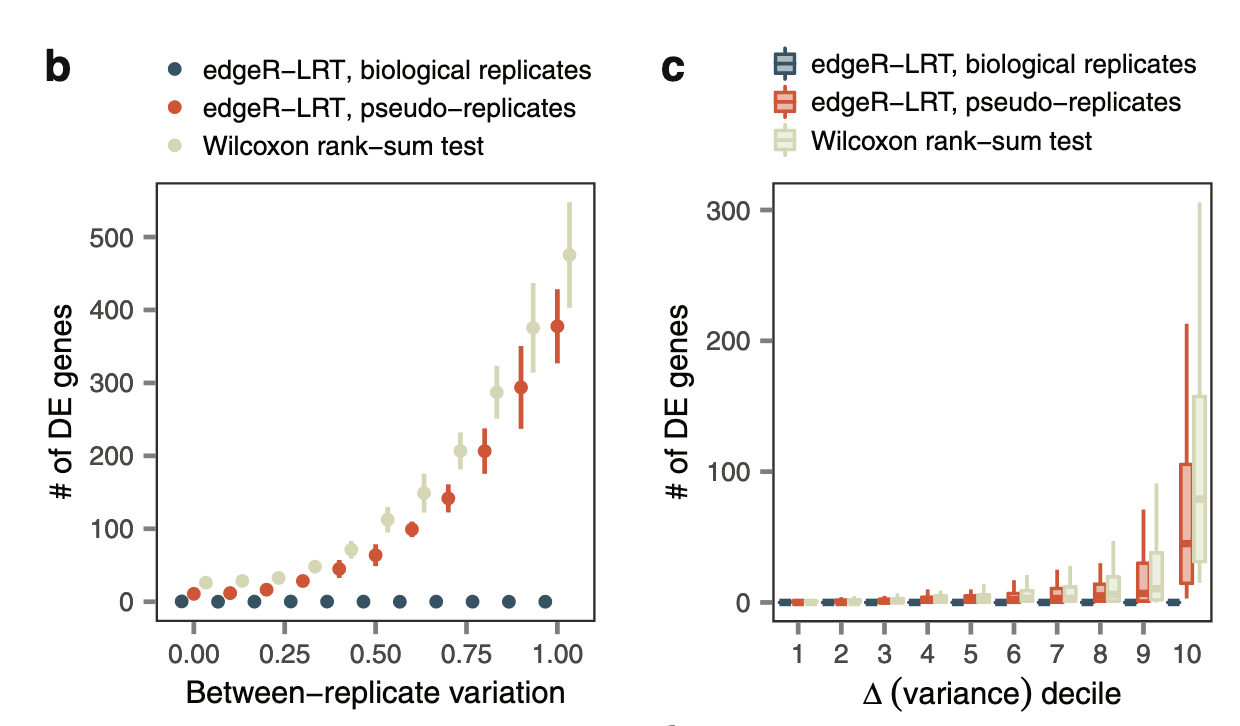 b
edgeR−LRT, biological replicates
edgeR−LRT, pseudo−replicates
Wilcoxon rank−sum test
500
400
300
200
100
0
# of DE genes
0.00 0.25 0.50 0.75 1.00
Between−replicate variation
c
edgeR−LRT, biological replicates
edgeR−LRT, pseudo−replicates
Wilcoxon rank−sum test
300
200
100
0
# of DE genes
1 2 3 4 5 6 7 8 9 10
Δ (variance) decile